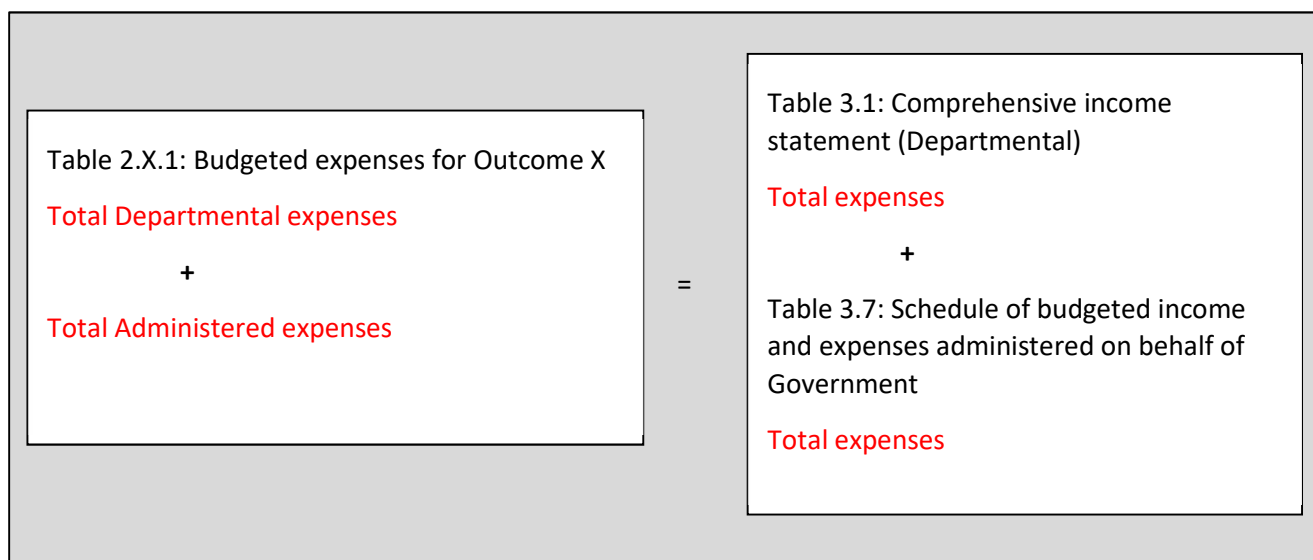 Table 2.X.1: Budgeted expenses for Outcome X
Total Departmental expenses
+
Total Administered expenses
=
Table 3.1: Comprehensive income
statement (Departmental)
Total expenses
+
Table 3.7: Schedule of budgeted income
and expenses administered on behalf of
Government
Total expenses